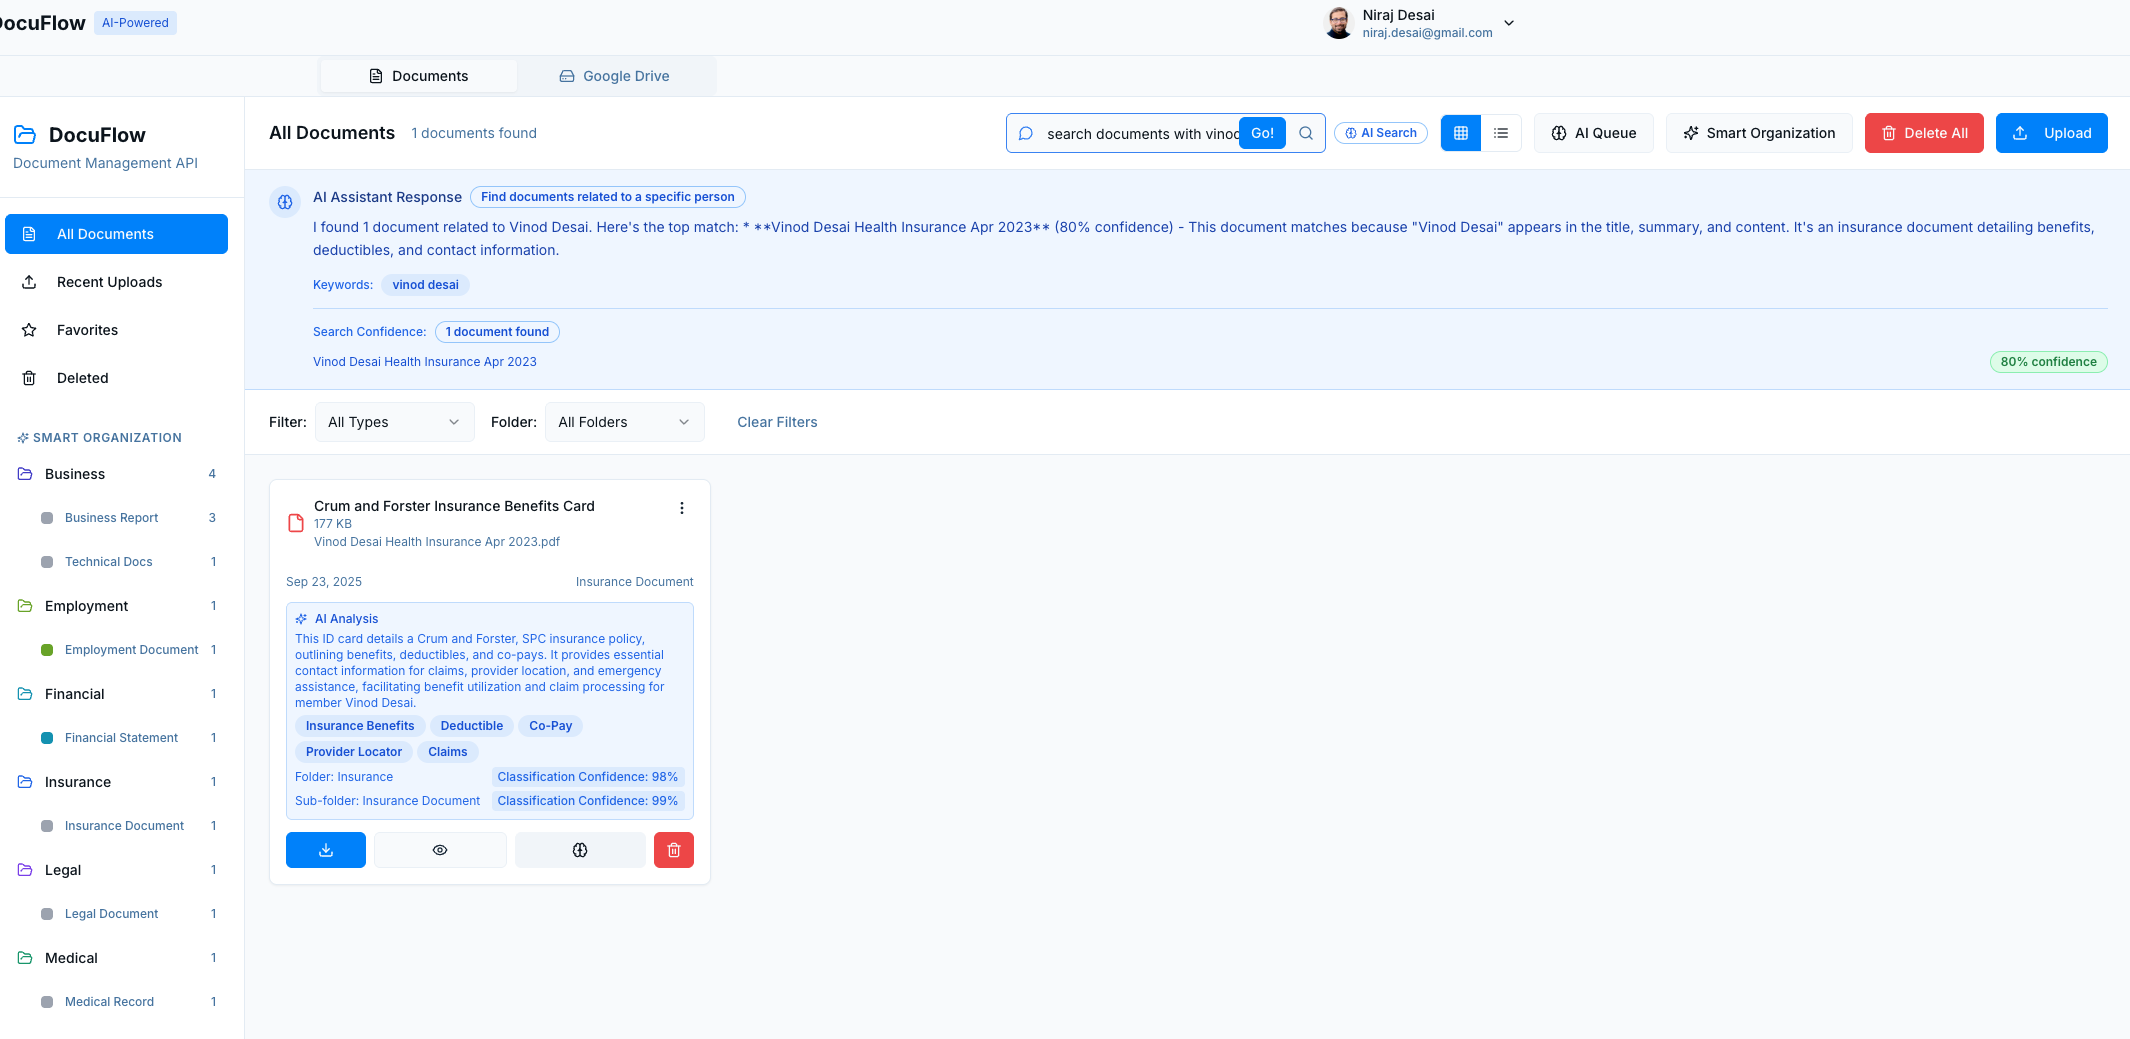 DocuFlow AI-Powered
Niraj Desai
niraj.desai@gmail.com
Documents
Google Drive
DocuFlow
Document Management API
All Documents
Recent Uploads
Favorites
Deleted
SMART ORGANIZATION
Business 4
Business Report 3
Technical Docs 1
Employment 1
Employment Document 1
Financial 1
Financial Statement 1
Insurance 1
Insurance Document 1
Legal 1
Legal Document 1
Medical 1
Medical Record 1
All Documents 1 documents found
search documents with vinod Go!
AI Search
AI Queue
Smart Organization
Delete All
Upload
AI Assistant Response Find documents related to a specific person
I found 1 document related to Vinod Desai. Here's the top match: * **Vinod Desai Health Insurance Apr 2023** (80% confidence) - This document matches because "Vinod Desai" appears in the title, summary, and content. It's an insurance document detailing benefits,
deductibles, and contact information.
Keywords: vinod desai
Search Confidence: 1 document found
Vinod Desai Health Insurance Apr 2023 80% confidence
Filter: All Types Folder: All Folders Clear Filters
Crum and Forster Insurance Benefits Card
177 KB
Vinod Desai Health Insurance Apr 2023.pdf
Sep 23, 2025 Insurance Document
AI Analysis
This ID card details a Crum and Forster, SPC insurance policy,
outlining benefits, deductibles, and co-pays. It provides essential
contact information for claims, provider location, and emergency
assistance, facilitating benefit utilization and claim processing for
member Vinod Desai.
Insurance Benefits Deductible Co-Pay
Provider Locator Claims
Folder: Insurance Classification Confidence: 98%
Sub-folder: Insurance Document Classification Confidence: 99%